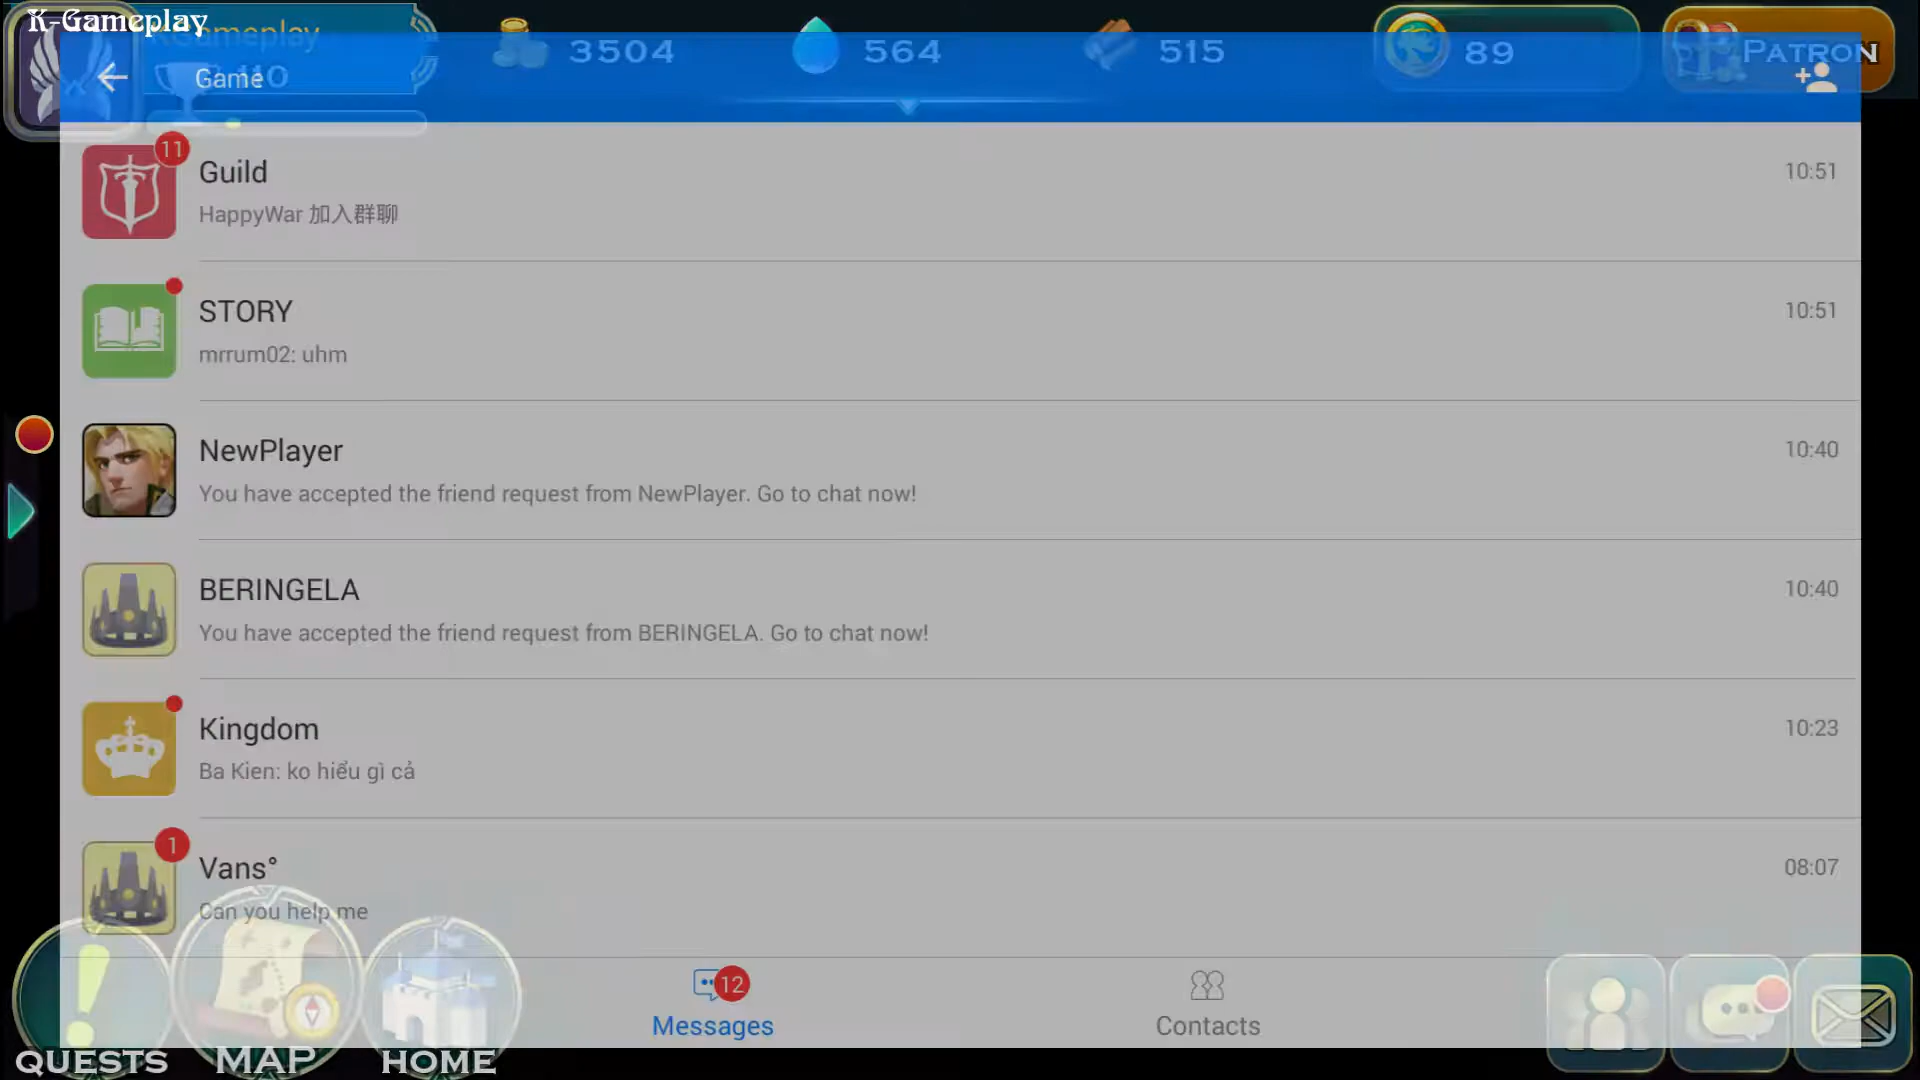 K-Gameplay
KGameplay
110
3504
564
515
89
PATRON
Game
11
Guild
10:51
HappyWar 加入群聊
STORY
10:51
mrrum02: uhm
NewPlayer
10:40
You have accepted the friend request from NewPlayer. Go to chat now!
BERINGELA
10:40
You have accepted the friend request from BERINGELA. Go to chat now!
Kingdom
10:23
Ba Kien: ko hiểu gì cả
1
Vans°
08:07
Can you help me
12
Messages
Contacts
QUESTS
MAP
HOME